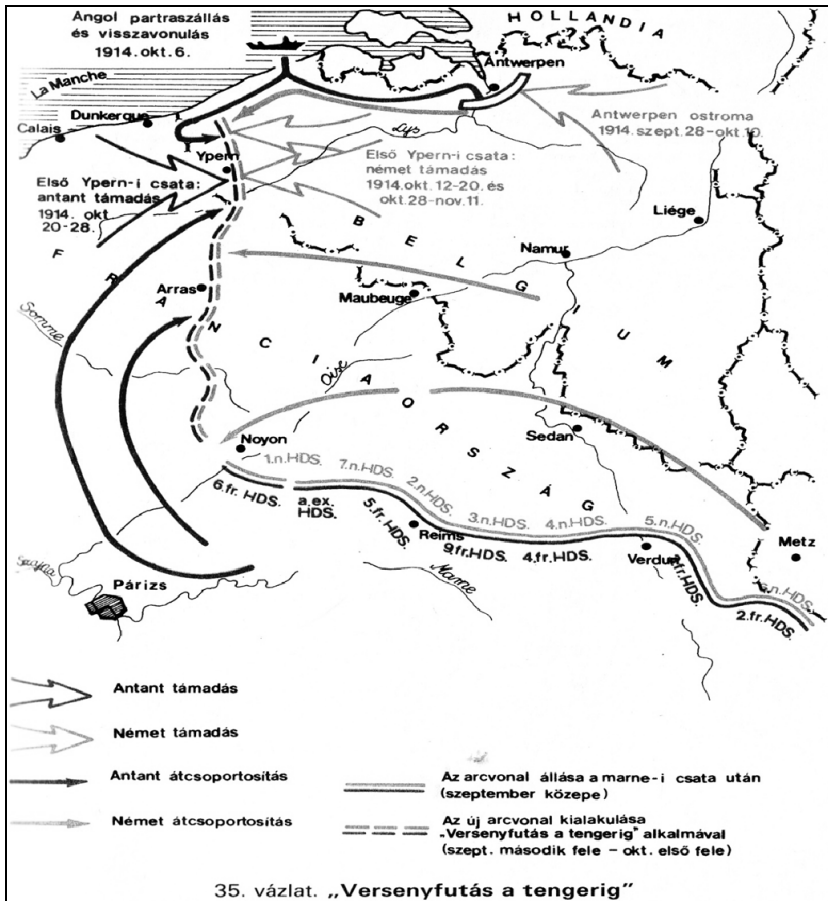 Angol partraszállás
és visszavonulás
1914.okt.6.
HOLLANDIA
La Manche
Antwerpen
Dunkerque
Calais
Lys
Antwerpen ostroma
1914.szept.28-okt.10.
Ypern
Első Ypern-i csata:
német támadás
1914.okt.12-20.és
okt.28-nov.11.
Első Ypern-i csata:
antant támadás
1914. okt
20-28.
Liége
Namur
BELGIUM
Maubeuge
Arras
FRANCIAORSZÁG
Somme
Oise
Sedan
Noyon
1.n.HDS.
7.n.HDS.
2.n.HDS.
3.n.HDS.
4.n.HDS.
5.n.HDS.
6.fr.HDS.
a.ex.
HDS.
5.fr.HDS.
Reims
9.fr.HDS.
4.fr.HDS.
Verdun
fr.HDS.
n.HDS.
2.fr.HDS.
Metz
Marne
Párizs
Antant támadás
Német támadás
Antant átcsoportosítás
Német átcsoportosítás
Az arcvonal állása a marne-i csata után
(szeptember közepe)
Az új arcvonal kialakulása
„Versenyfutás a tengerig" alkalmával
(szept. második fele – okt. első fele)
35. vázlat. „Versenyfutás a tengerig"